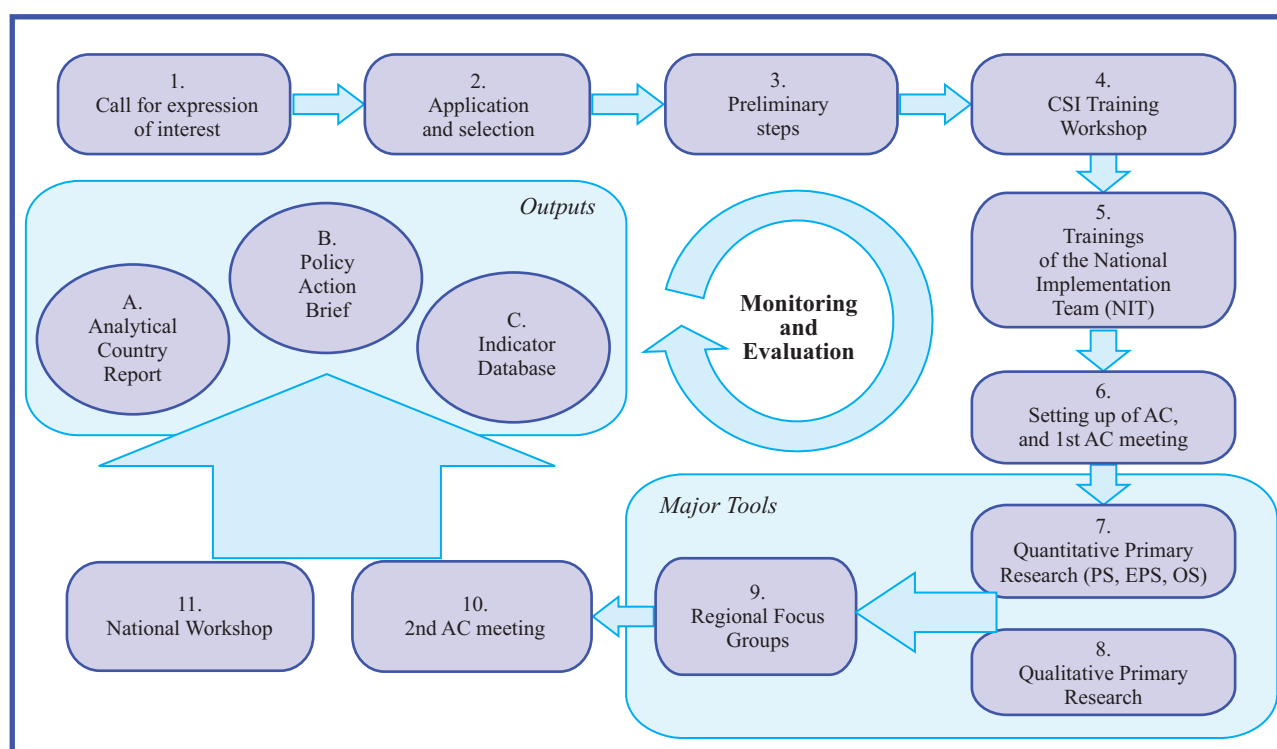 1.
Call for expression
of interest
2.
Application
and selection
3.
Preliminary
steps
4.
CSI Training
Workshop
5.
Trainings
of the National
Implementation
Team (NIT)
6.
Setting up of AC,
and 1st AC meeting
Major Tools
7.
Quantitative Primary
Research (PS, EPS, OS)
8.
Qualitative Primary
Research
9.
Regional Focus
Groups
10.
2nd AC meeting
11.
National Workshop
Outputs
A.
Analytical
Country
Report
B.
Policy
Action
Brief
C.
Indicator
Database
Monitoring
and
Evaluation